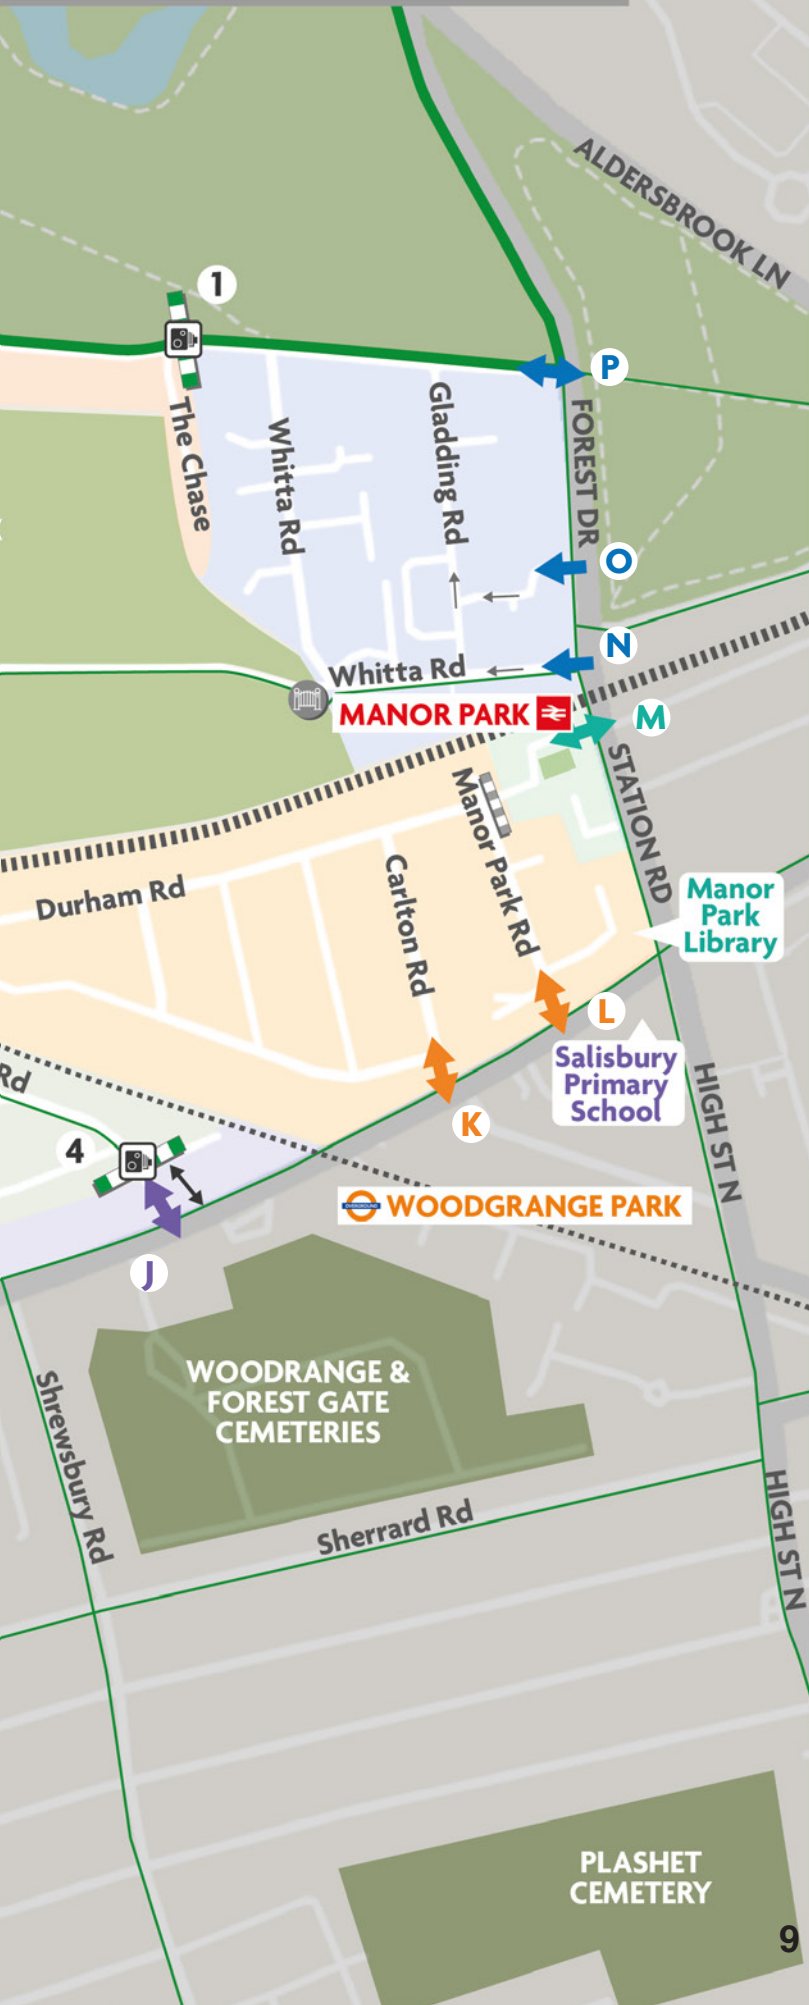 ALDERSBROOK LN
1
P
The Chase
Whitta Rd
Gladding Rd
FOREST DR
O
N
Whitta Rd
MANOR PARK
M
STATION RD
Manor Park Rd
Carlton Rd
Durham Rd
Manor
Park
Library
L
Salisbury
Primary
School
K
Rd
4
HIGH ST N
OVERGROUND
WOODGRANGE PARK
J
WOODRANGE &
FOREST GATE
CEMETERIES
Shrewsbury Rd
Sherrard Rd
HIGH ST N
PLASHET
CEMETERY
9